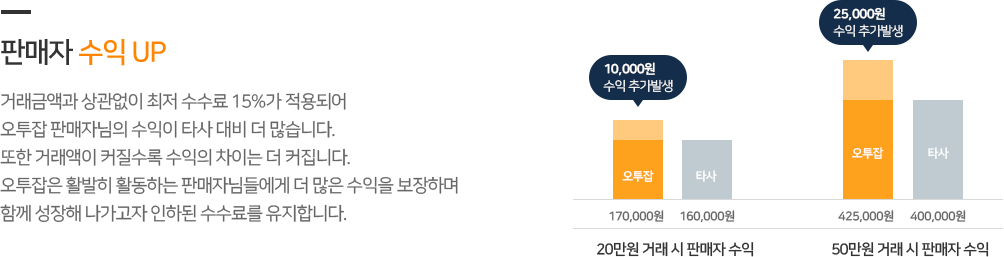 판매자 수익 UP
거래금액과 상관없이 최저 수수료 15%가 적용되어
오투잡 판매자님의 수익이 타사 대비 더 많습니다.
또한 거래액이 커질수록 수익의 차이는 더 커집니다.
오투잡은 활발히 활동하는 판매자님들에게 더 많은 수익을 보장하며
함께 성장해 나가고자 인하된 수수료를 유지합니다.
10,000원
수익 추가발생
오투잡
타사
170,000원
160,000원
20만원 거래 시 판매자 수익
25,000원
수익 추가발생
오투잡
타사
425,000원
400,000원
50만원 거래 시 판매자 수익